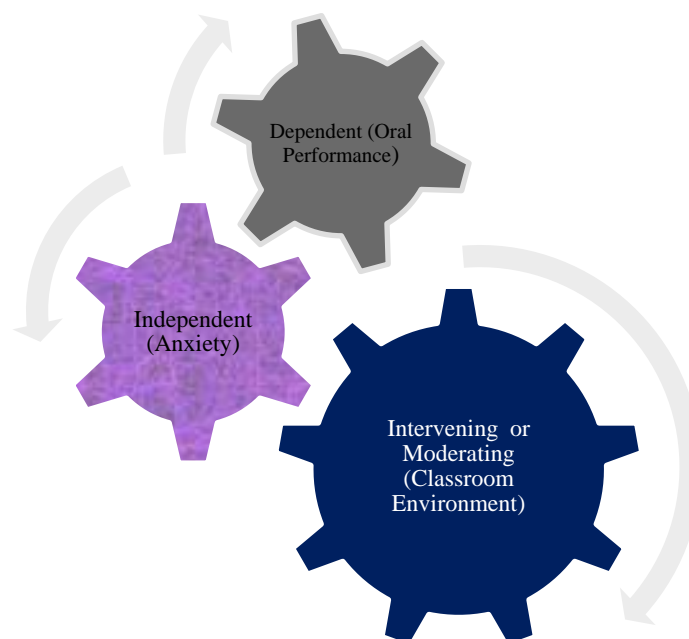 Dependent (Oral
Performance)
Independent
(Anxiety)
Intervening or
Moderating
(Classroom
Environment)